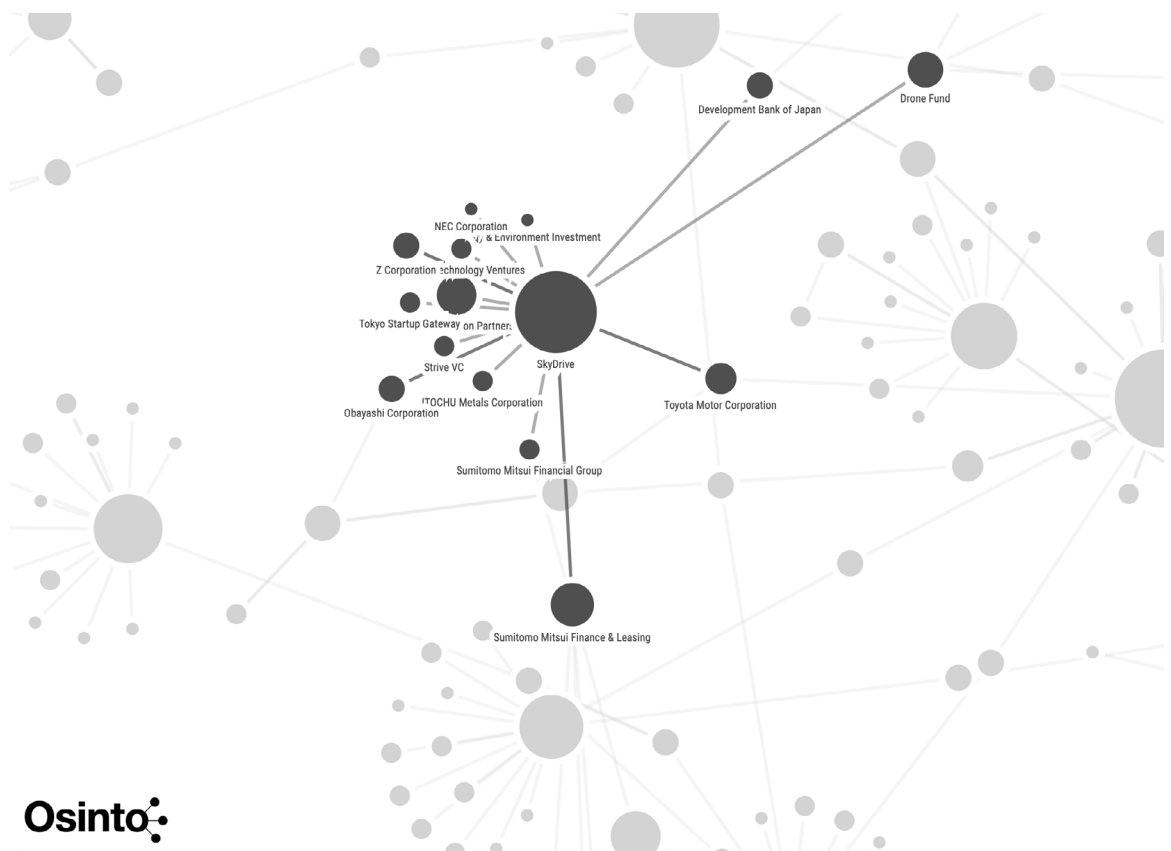 Drone Fund
Development Bank of Japan
NEC Corporation
& Environment Investment
Z Corporation
echnology Ventures
Tokyo Startup Gateway
on Partners
SkyDrive
Strive VC
ITOCHU Metals Corporation
Toyota Motor Corporation
Obayashi Corporation
Sumitomo Mitsui Financial Group
Sumitomo Mitsui Finance & Leasing
Osinto